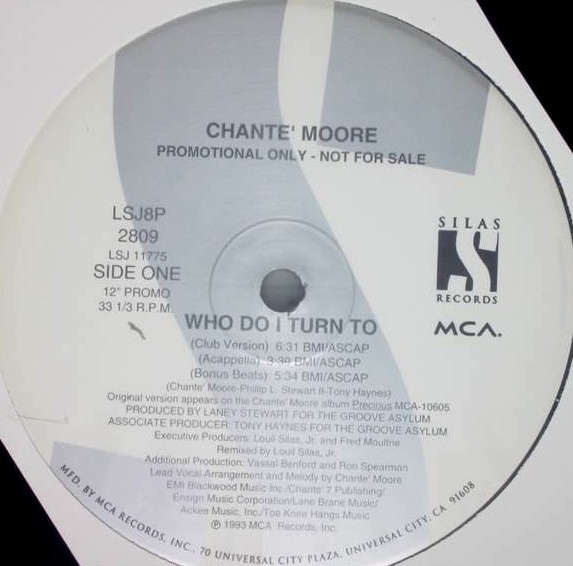 CHANTE' MOORE
PROMOTIONAL ONLY - NOT FOR SALE
LSJ8P
2809
LSJ 11775
SIDE ONE
12" PROMO
33 1/3 R.P.M.
SILAS
S
RECORDS
MCA.
WHO DO I TURN TO
(Club Version) 6:31 BMI/ASCAP
(Acappella) 3:39 BMI/ASCAP
(Bonus Beats) 5:34 BMI/ASCAP
(Chante' Moore-Phillip L. Stewart II-Tony Haynes)
Original version appears on the Chante' Moore album Precious MCA-10605
PRODUCED BY LANEY STEWART FOR THE GROOVE ASYLUM
ASSOCIATE PRODUCER: TONY HAYNES FOR THE GROOVE ASYLUM
Executive Producers: Louil Silas, Jr. and Fred Moultrie
Remixed by Louil Silas, Jr.
Additional Production: Vassal Benford and Ron Spearman
Lead Vocal Arrangement and Melody by Chante' Moore
EMI Blackwood Music Inc./Chante' 7 Publishing/
Ensign Music Corporation/Lane Brane Music/
Ackee Music, Inc./Toe Knee Hangs Music
℗ 1993 MCA Records, Inc.
MFD. BY MCA RECORDS, INC., 70 UNIVERSAL CITY PLAZA, UNIVERSAL CITY, CA 91608